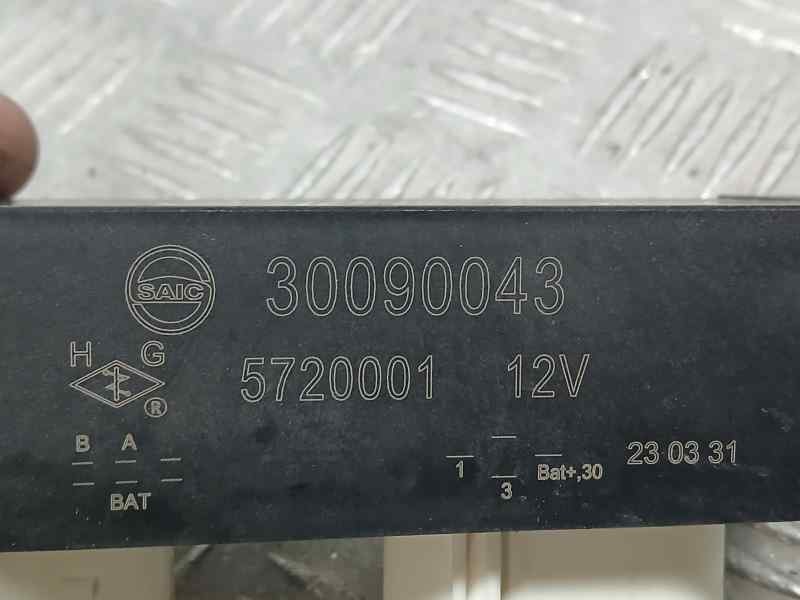 SAIC 30090043
H G
® 5720001 12V
B A
1 Bat+,30 23 03 31
BAT 3